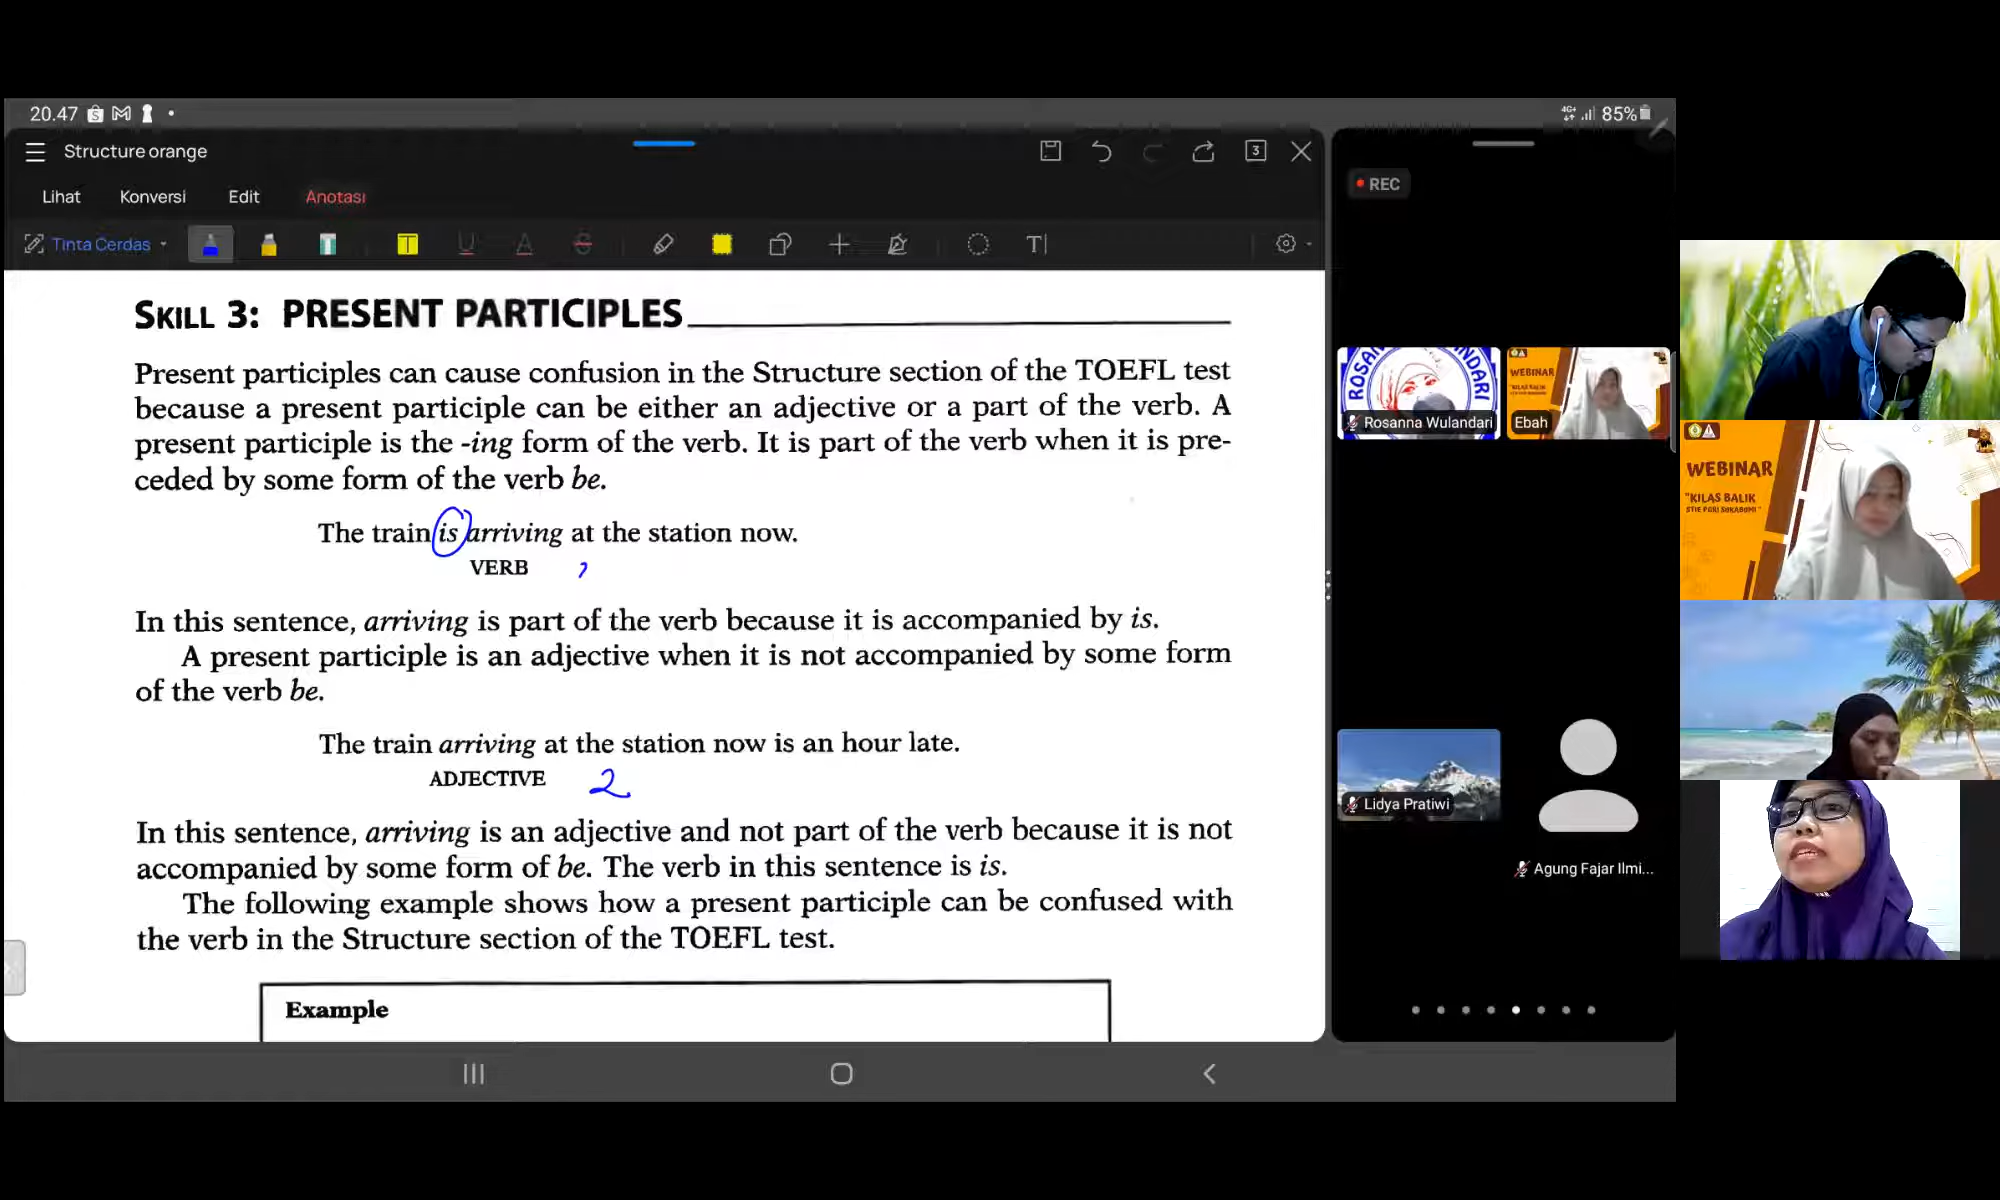 20.47
4G+
85%
Structure orange
3
Lihat Konversi Edit Anotasi
Tinta Cerdas
SKILL 3: PRESENT PARTICIPLES
Present participles can cause confusion in the Structure section of the TOEFL test
because a present participle can be either an adjective or a part of the verb. A
present participle is the -ing form of the verb. It is part of the verb when it is pre-
ceded by some form of the verb be.
The train is arriving at the station now.
VERB
In this sentence, arriving is part of the verb because it is accompanied by is.
A present participle is an adjective when it is not accompanied by some form
of the verb be.
The train arriving at the station now is an hour late.
ADJECTIVE 2
In this sentence, arriving is an adjective and not part of the verb because it is not
accompanied by some form of be. The verb in this sentence is is.
The following example shows how a present participle can be confused with
the verb in the Structure section of the TOEFL test.
Example
REC
Rosanna Wulandari
WEBINAR
"KILAS BALIK
Ebah
Lidya Pratiwi
Agung Fajar Ilmi...
WEBINAR
"KILAS BALIK
STIE PGRI SUKABUMI"